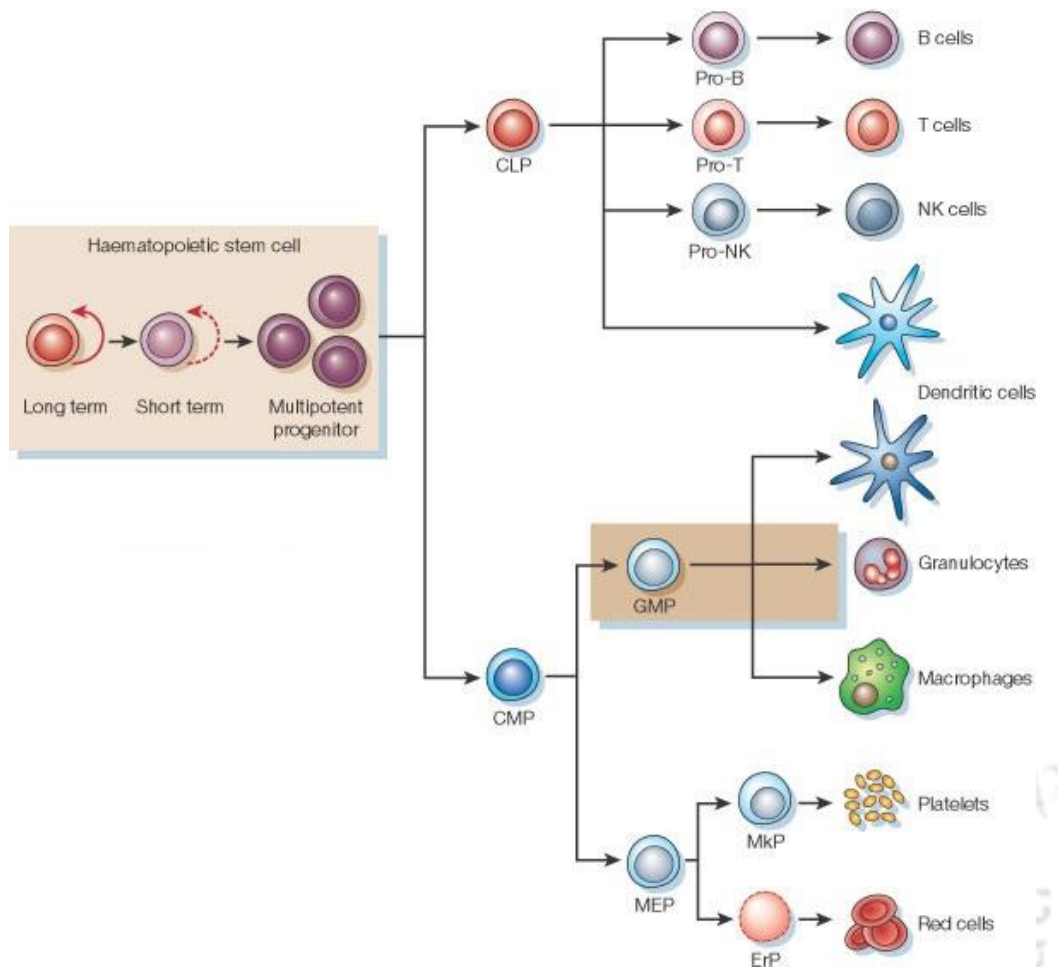 B cells
Pro-B
T cells
CLP
Pro-T
NK cells
Pro-NK
Haematopoietic stem cell
Long term
Short term
Multipotent
progenitor
Dendritic cells
Granulocytes
GMP
Macrophages
CMP
Platelets
MkP
MEP
Red cells
ErP